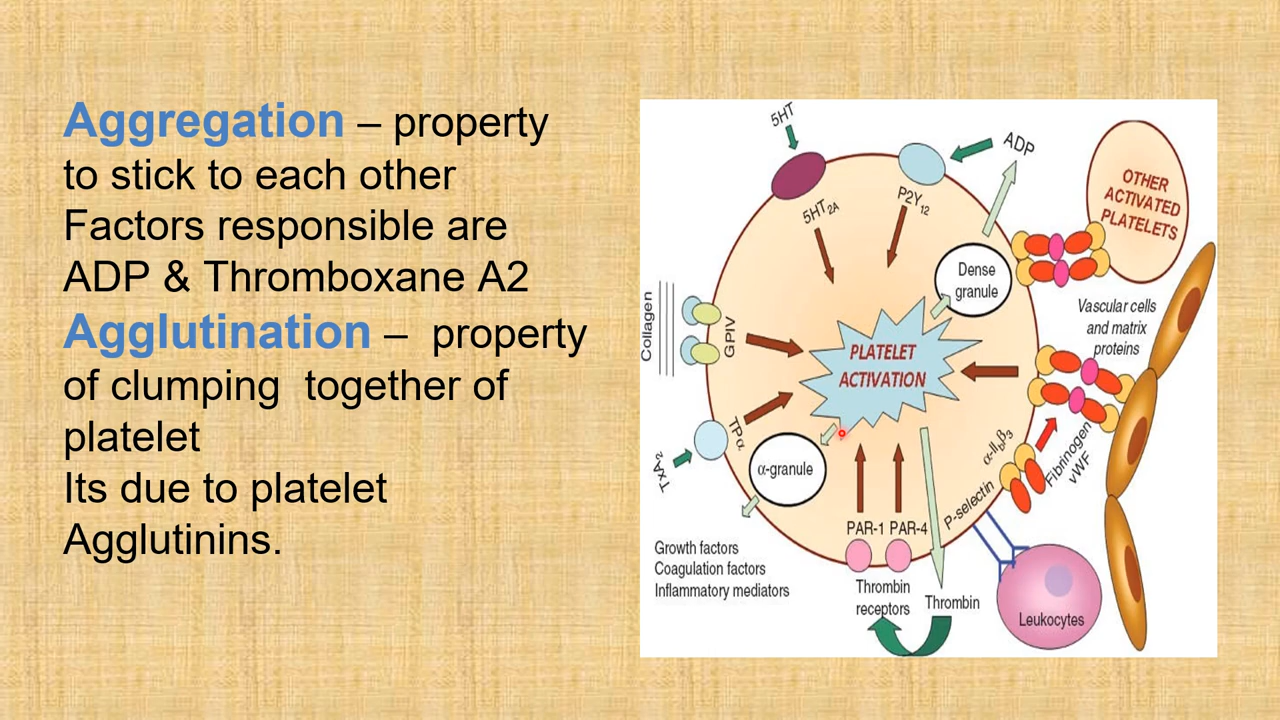 Aggregation – property
to stick to each other
Factors responsible are
ADP & Thromboxane A2
Agglutination – property
of clumping together of
platelet
Its due to platelet
Agglutinins.
5HT
ADP
5HT2A
P2Y12
OTHER
ACTIVATED
PLATELETS
Dense
granule
Collagen
GPIV
Vascular cells
and matrix
proteins
PLATELET
ACTIVATION
TPα
TxA2
α-granule
α-IIbβ3
Fibrinogen
vWF
P-selectin
PAR-1 PAR-4
Growth factors
Coagulation factors
Inflammatory mediators
Thrombin
receptors
Thrombin
Leukocytes